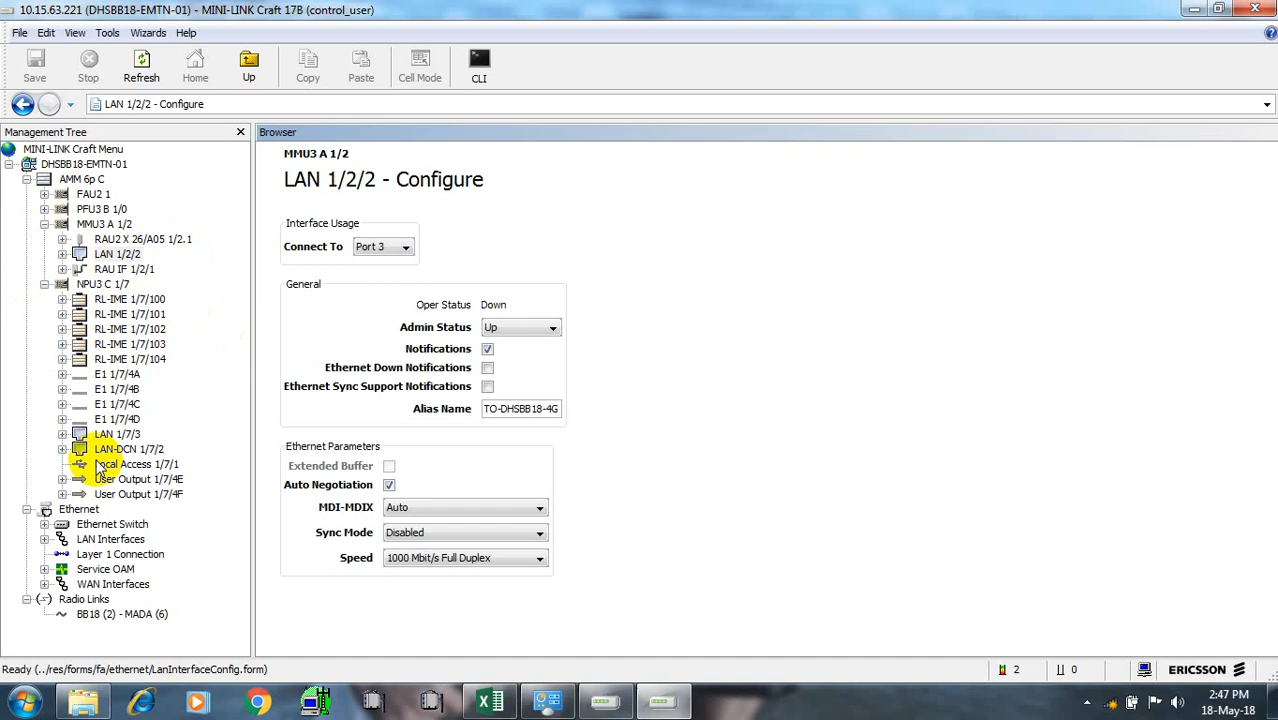 10.15.63.221 (DHSBB18-EMTN-01) - MINI-LINK Craft 17B (control_user)
File Edit View Tools Wizards Help
Save Stop Refresh Home Up Copy Paste Cell Mode CLI
LAN 1/2/2 - Configure
Management Tree
Browser
MINI-LINK Craft Menu
DHSBB18-EMTN-01
AMM 6p C
FAU2 1
PFU3 B 1/0
MMU3 A 1/2
RAU2 X 26/A05 1/2.1
LAN 1/2/2
RAU IF 1/2/1
NPU3 C 1/7
RL-IME 1/7/100
RL-IME 1/7/101
RL-IME 1/7/102
RL-IME 1/7/103
RL-IME 1/7/104
E1 1/7/4A
E1 1/7/4B
E1 1/7/4C
E1 1/7/4D
LAN 1/7/3
LAN-DCN 1/7/2
Local Access 1/7/1
User Output 1/7/4E
User Output 1/7/4F
Ethernet
Ethernet Switch
LAN Interfaces
Layer 1 Connection
Service OAM
WAN Interfaces
Radio Links
BB18 (2) - MADA (6)
MMU3 A 1/2
LAN 1/2/2 - Configure
Interface Usage
Connect To Port 3
General
Oper Status Down
Admin Status Up
Notifications
Ethernet Down Notifications
Ethernet Sync Support Notifications
Alias Name TO-DHSBB18-4G
Ethernet Parameters
Extended Buffer
Auto Negotiation
MDI-MDIX Auto
Sync Mode Disabled
Speed 1000 Mbit/s Full Duplex
Ready (../res/forms/fa/ethernet/LanInterfaceConfig.form)
2 0 ERICSSON
2:47 PM
18-May-18